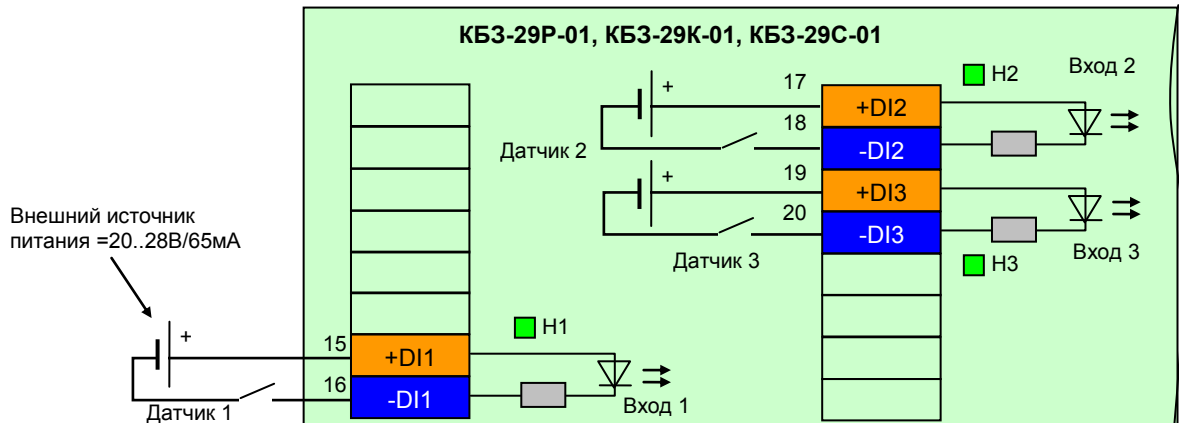 КБЗ-29Р-01, КБЗ-29К-01, КБЗ-29С-01
Внешний источник
питания =20..28В/65мА
+
15
+DI1
16
-DI1
Датчик 1
Н1
Вход 1
+
17
+DI2
18
-DI2
Датчик 2
Н2
Вход 2
+
19
+DI3
20
-DI3
Датчик 3
Н3
Вход 3